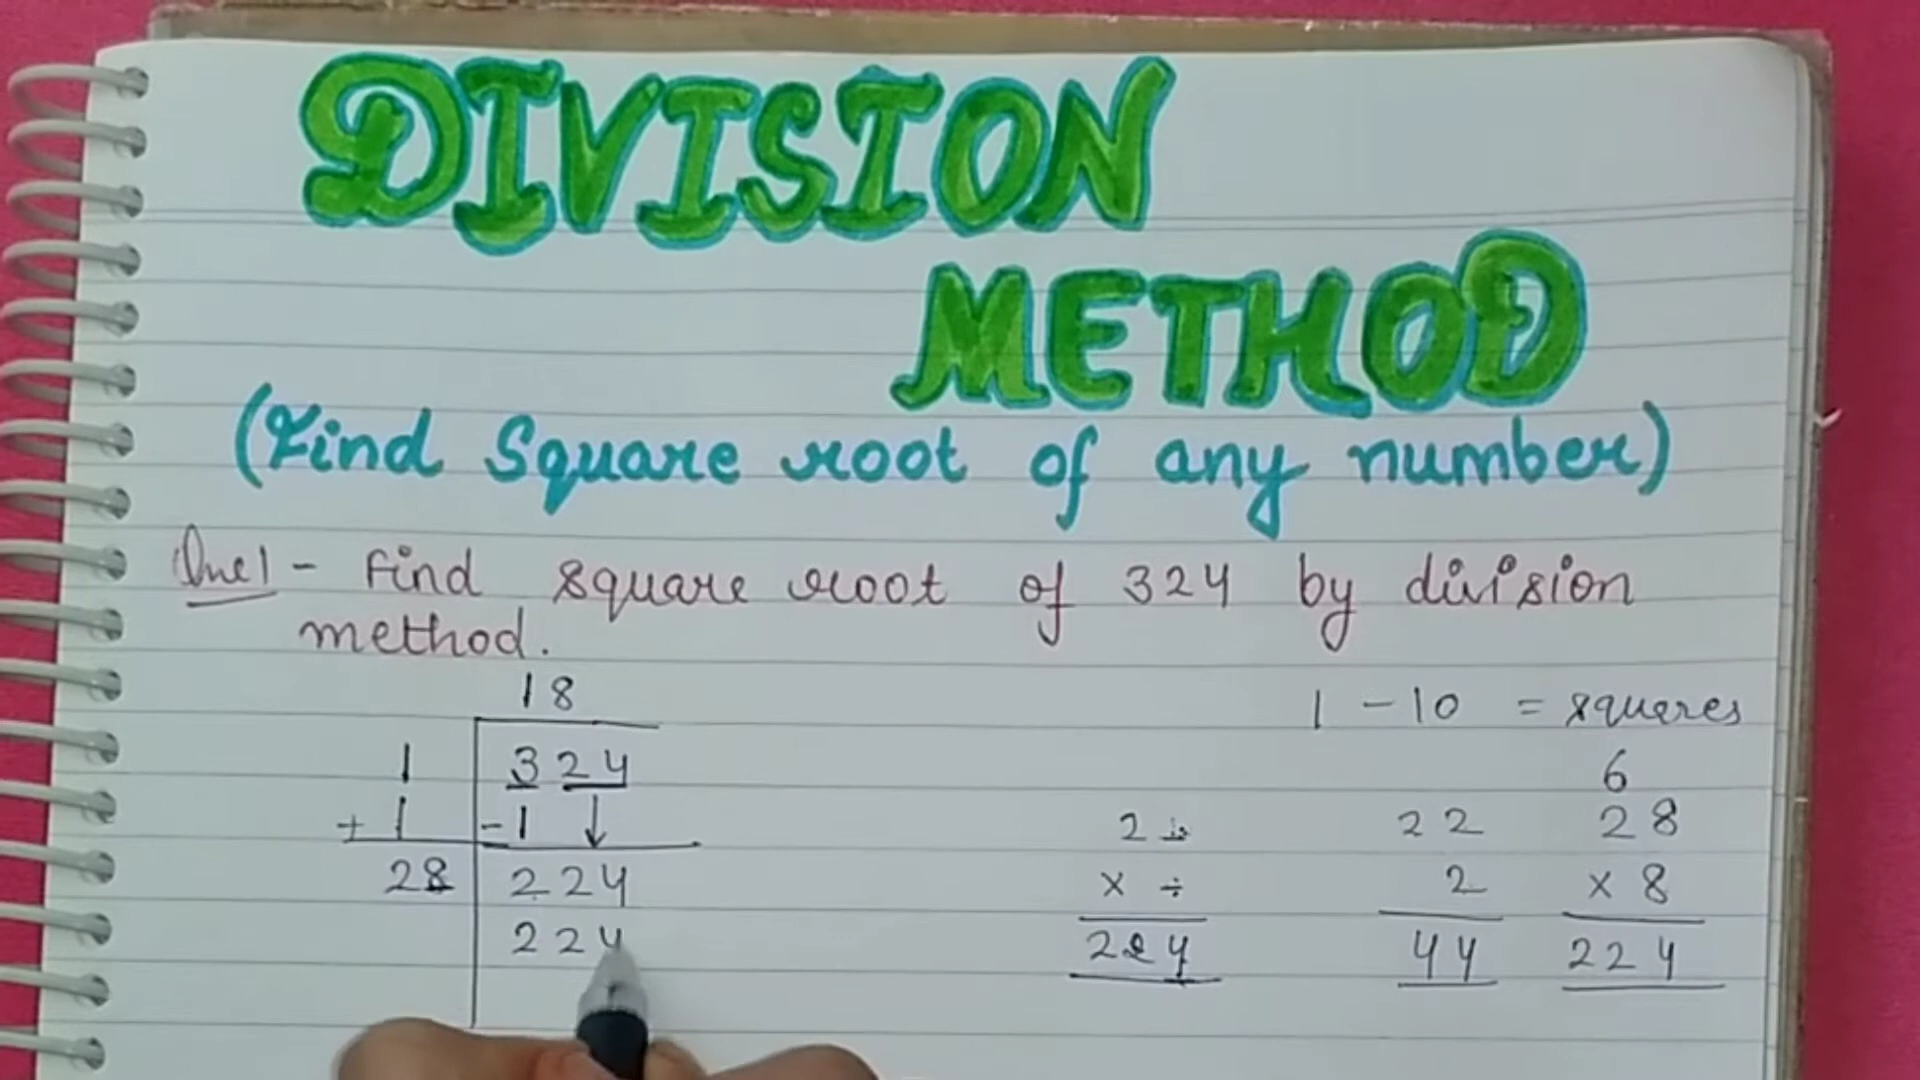 DIVISION
METHOD
(Find Square root of any number)
Que1 - Find square root of 324 by division
method.
18
1 - 10 = squares
1 324
+ 1 - 1 ↓
28 224
224
2 ÷
x ÷
224
22
2
44
6
28
x 8
224